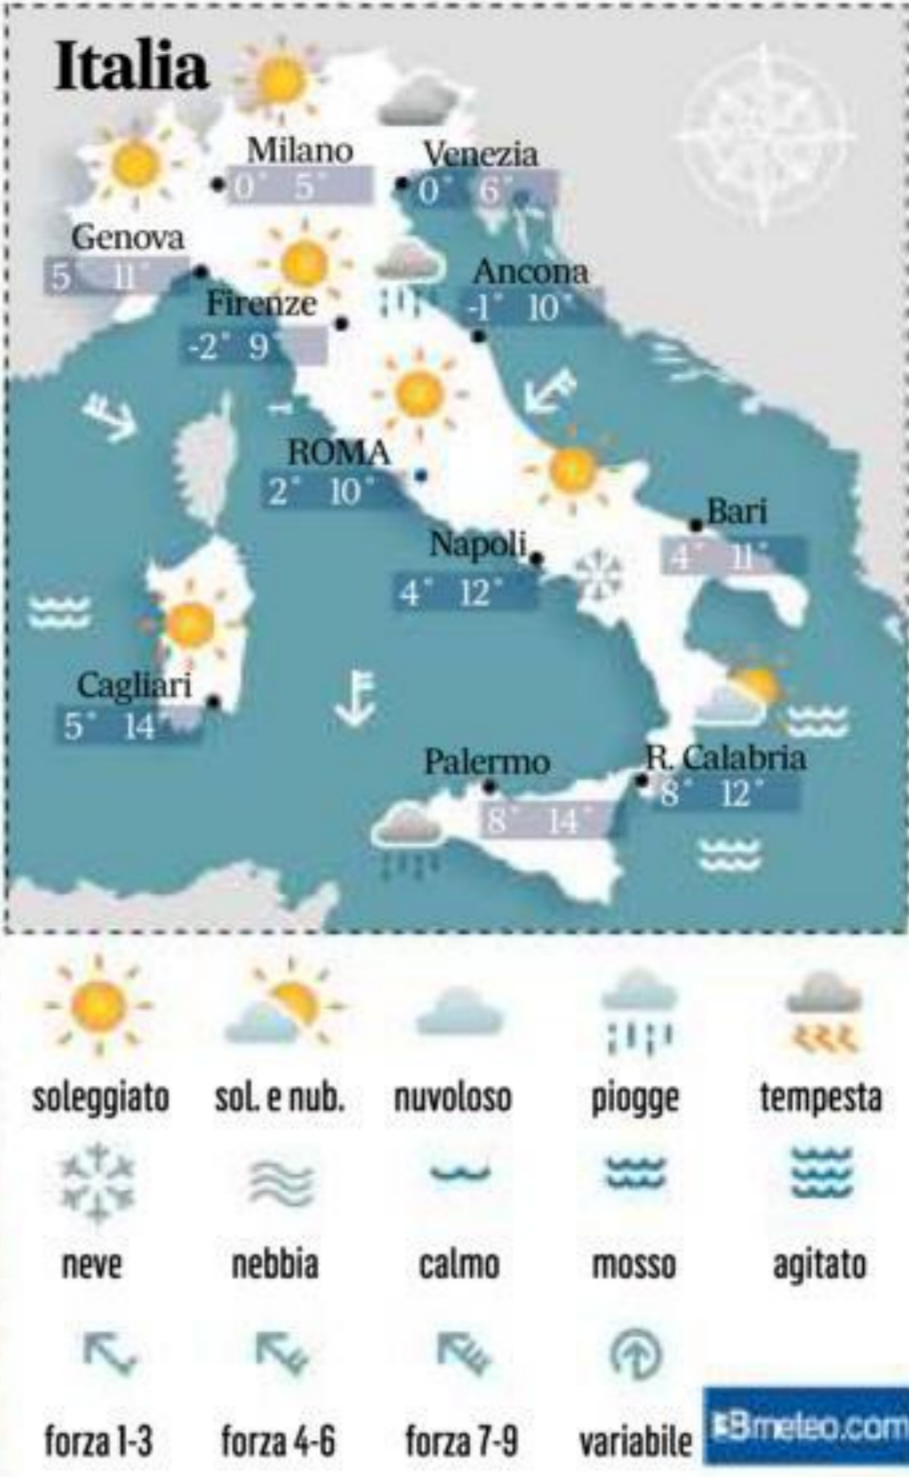 Italia
Milano
0° 5°
Venezia
0° 6°
Genova
5 11°
Firenze
-2° 9
Ancona
-1° 10°
ROMA
2° 10°
Bari
4° 11°
Napoli
4° 12°
Cagliari
5° 14°
Palermo
8° 14°
R. Calabria
8° 12°
soleggiato sol. e nub. nuvoloso piogge tempesta
neve nebbia calmo mosso agitato
forza 1-3 forza 4-6 forza 7-9 variabile
3Bmeteo.com